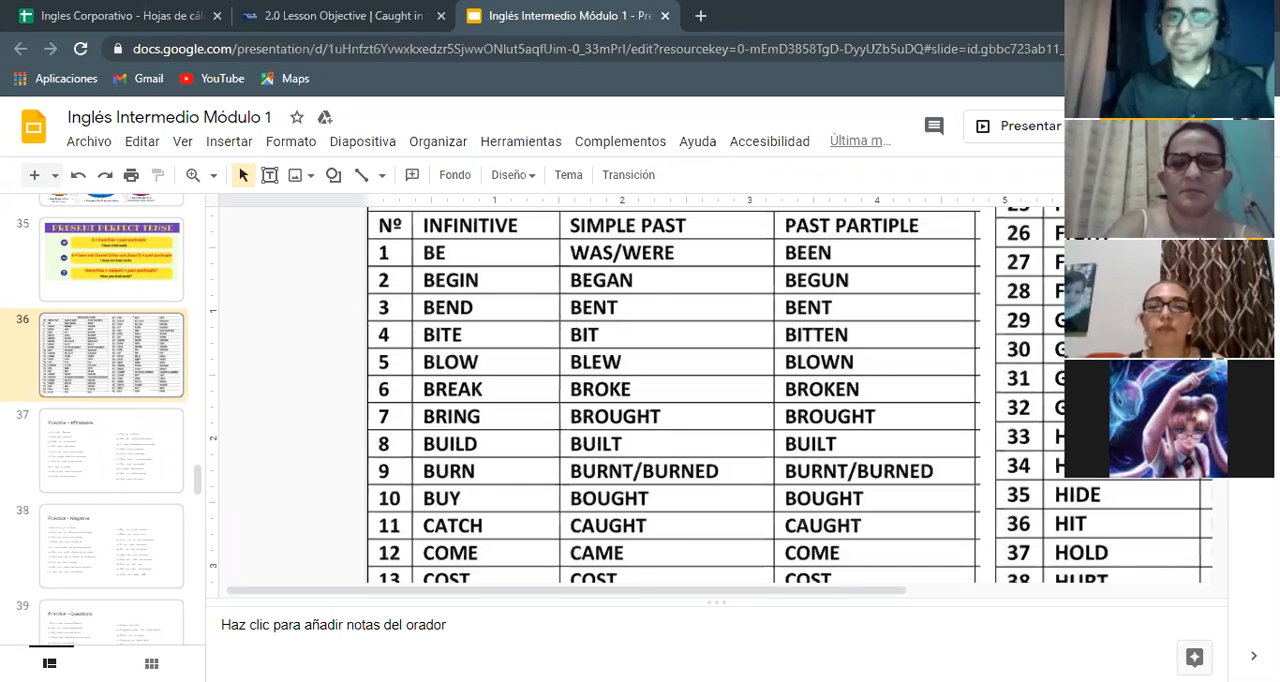 Ingles Corporativo - Hojas de cál
2.0 Lesson Objective | Caught in
Inglés Intermedio Módulo 1 - Pre
docs.google.com/presentation/d/1uHnfzt6Yvwxkxedzr5SjwwONlut5aqfUim-0_33mPrI/edit?resourcekey=0-mEmD3858TgD-DyyUZb5uDQ#slide=id.gbbc723ab11_
Aplicaciones Gmail YouTube Maps
Inglés Intermedio Módulo 1
Archivo Editar Ver Insertar Formato Diapositiva Organizar Herramientas Complementos Ayuda Accesibilidad Última m...
Presentar
Fondo Diseño Tema Transición
1 2 3 4 5
35
PRESENT PERFECT TENSE
36
37
Practice - Affirmative
38
Practice - Negative
39
Practice - Questions
Nº INFINITIVE SIMPLE PAST PAST PARTIPLE
1 BE WAS/WERE BEEN
2 BEGIN BEGAN BEGUN
3 BEND BENT BENT
4 BITE BIT BITTEN
5 BLOW BLEW BLOWN
6 BREAK BROKE BROKEN
7 BRING BROUGHT BROUGHT
8 BUILD BUILT BUILT
9 BURN BURNT/BURNED BURNT/BURNED
10 BUY BOUGHT BOUGHT
11 CATCH CAUGHT CAUGHT
12 COME CAME COME
13 COST COST COST
26
27
28
29
30
31
32
33
34
35 HIDE
36 HIT
37 HOLD
38 HURT
Haz clic para añadir notas del orador